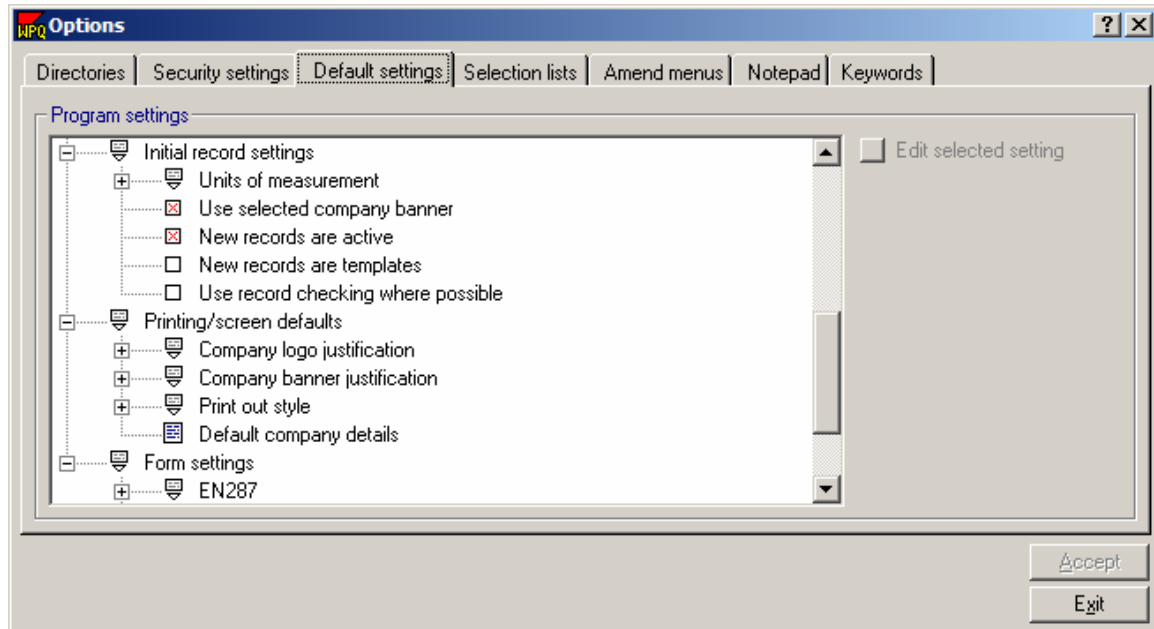 WPQ Options
Directories Security settings Default settings Selection lists Amend menus Notepad Keywords
Program settings
Initial record settings
Edit selected setting
Units of measurement
Use selected company banner
New records are active
New records are templates
Use record checking where possible
Printing/screen defaults
Company logo justification
Company banner justification
Print out style
Default company details
Form settings
EN287
Accept
Exit